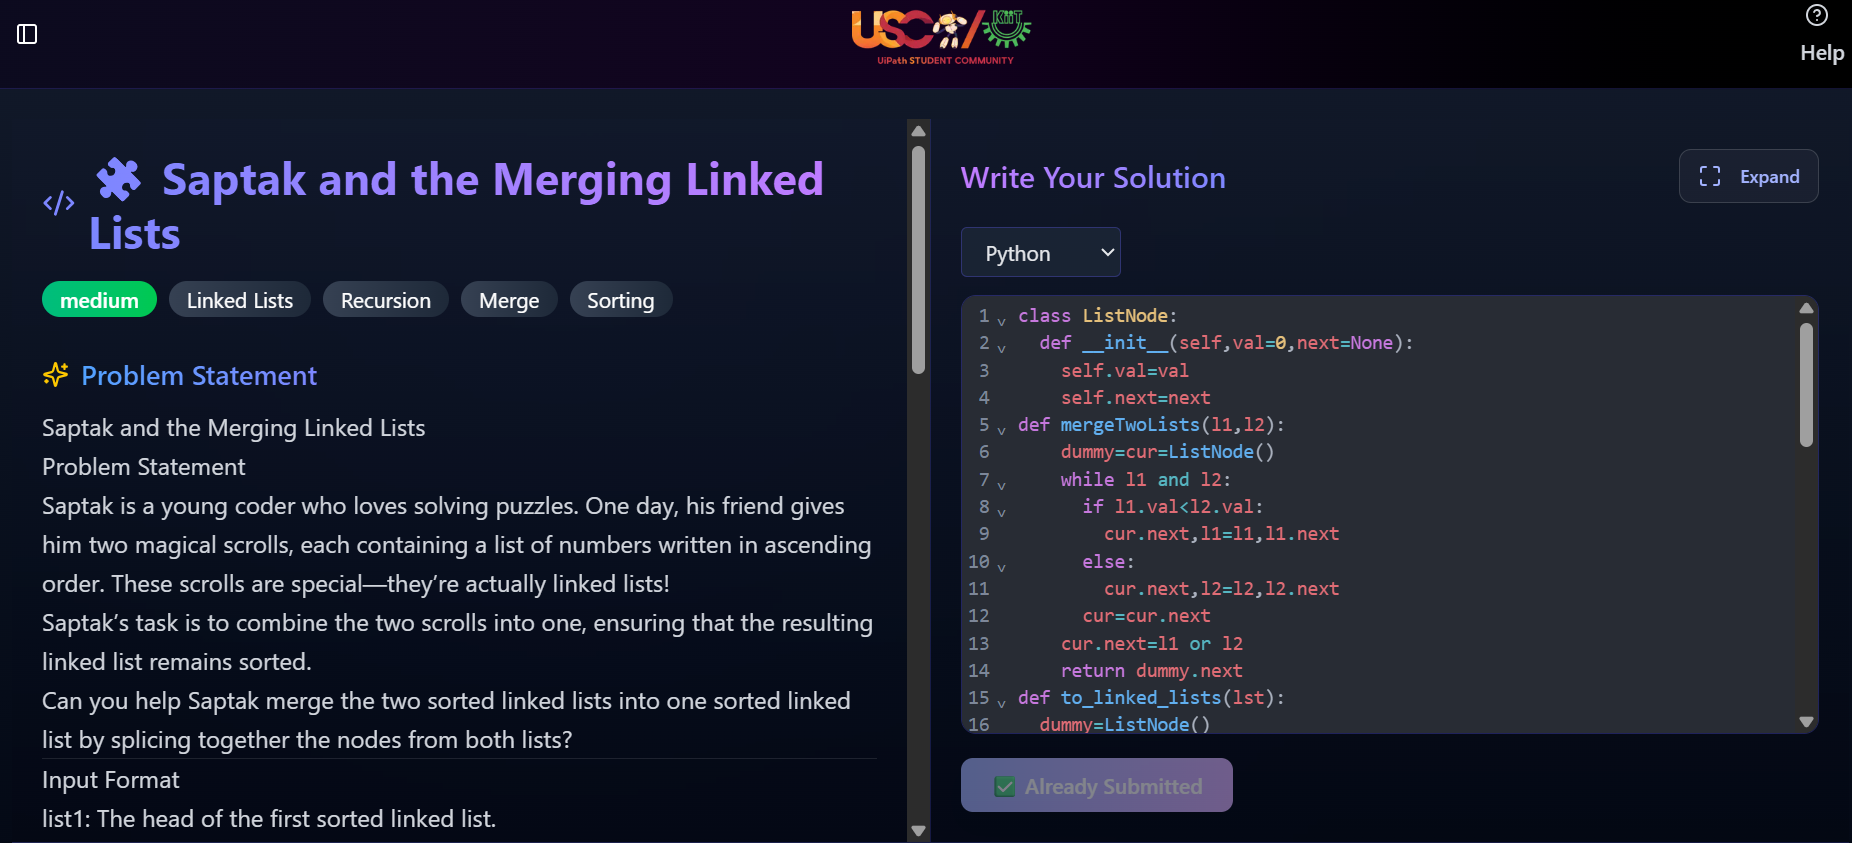 USC/KiiT
UiPath STUDENT COMMUNITY
Help
</> Saptak and the Merging Linked
Lists
medium Linked Lists Recursion Merge Sorting
Problem Statement
Saptak and the Merging Linked Lists
Problem Statement
Saptak is a young coder who loves solving puzzles. One day, his friend gives
him two magical scrolls, each containing a list of numbers written in ascending
order. These scrolls are special—they’re actually linked lists!
Saptak’s task is to combine the two scrolls into one, ensuring that the resulting
linked list remains sorted.
Can you help Saptak merge the two sorted linked lists into one sorted linked
list by splicing together the nodes from both lists?
Input Format
list1: The head of the first sorted linked list.
Write Your Solution
Expand
Python
1 class ListNode:
2   def __init__(self,val=0,next=None):
3     self.val=val
4     self.next=next
5 def mergeTwoLists(l1,l2):
6     dummy=cur=ListNode()
7     while l1 and l2:
8       if l1.val<l2.val:
9         cur.next,l1=l1,l1.next
10       else:
11         cur.next,l2=l2,l2.next
12       cur=cur.next
13     cur.next=l1 or l2
14     return dummy.next
15 def to_linked_lists(lst):
16   dummy=ListNode()
Already Submitted